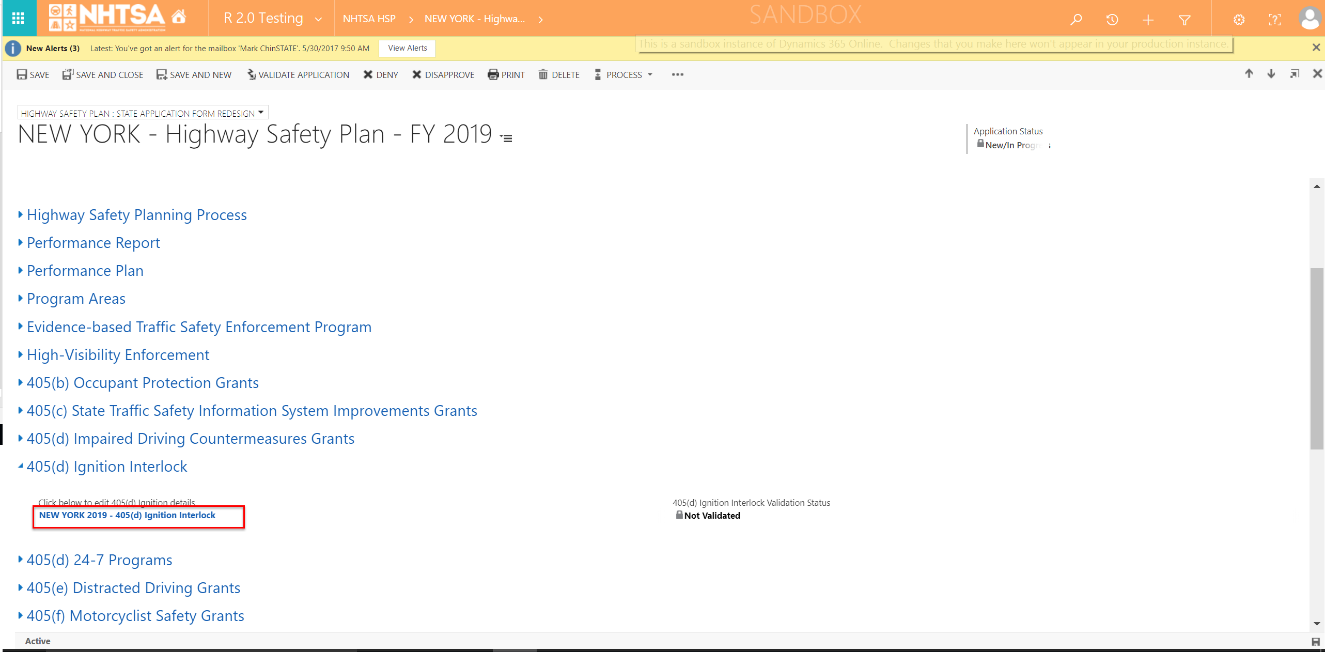 NHTSA R 2.0 Testing NHTSA HSP NEW YORK - Highwa... SANDBOX
New Alerts (3) Latest: You've got an alert for the mailbox 'Mark ChinSTATE'. 5/30/2017 9:50 AM View Alerts This is a sandbox instance of Dynamics 365 Online. Changes that you make here won't appear in your production instance.
SAVE SAVE AND CLOSE SAVE AND NEW VALIDATE APPLICATION DENY DISAPPROVE PRINT DELETE PROCESS
HIGHWAY SAFETY PLAN : STATE APPLICATION FORM REDESIGN
NEW YORK - Highway Safety Plan - FY 2019
Application Status
New/In Progr
Highway Safety Planning Process
Performance Report
Performance Plan
Program Areas
Evidence-based Traffic Safety Enforcement Program
High-Visibility Enforcement
405(b) Occupant Protection Grants
405(c) State Traffic Safety Information System Improvements Grants
405(d) Impaired Driving Countermeasures Grants
405(d) Ignition Interlock
Click below to edit 405(d) Ignition details 405(d) Ignition Interlock Validation Status
NEW YORK 2019 - 405(d) Ignition Interlock Not Validated
405(d) 24-7 Programs
405(e) Distracted Driving Grants
405(f) Motorcyclist Safety Grants
Active